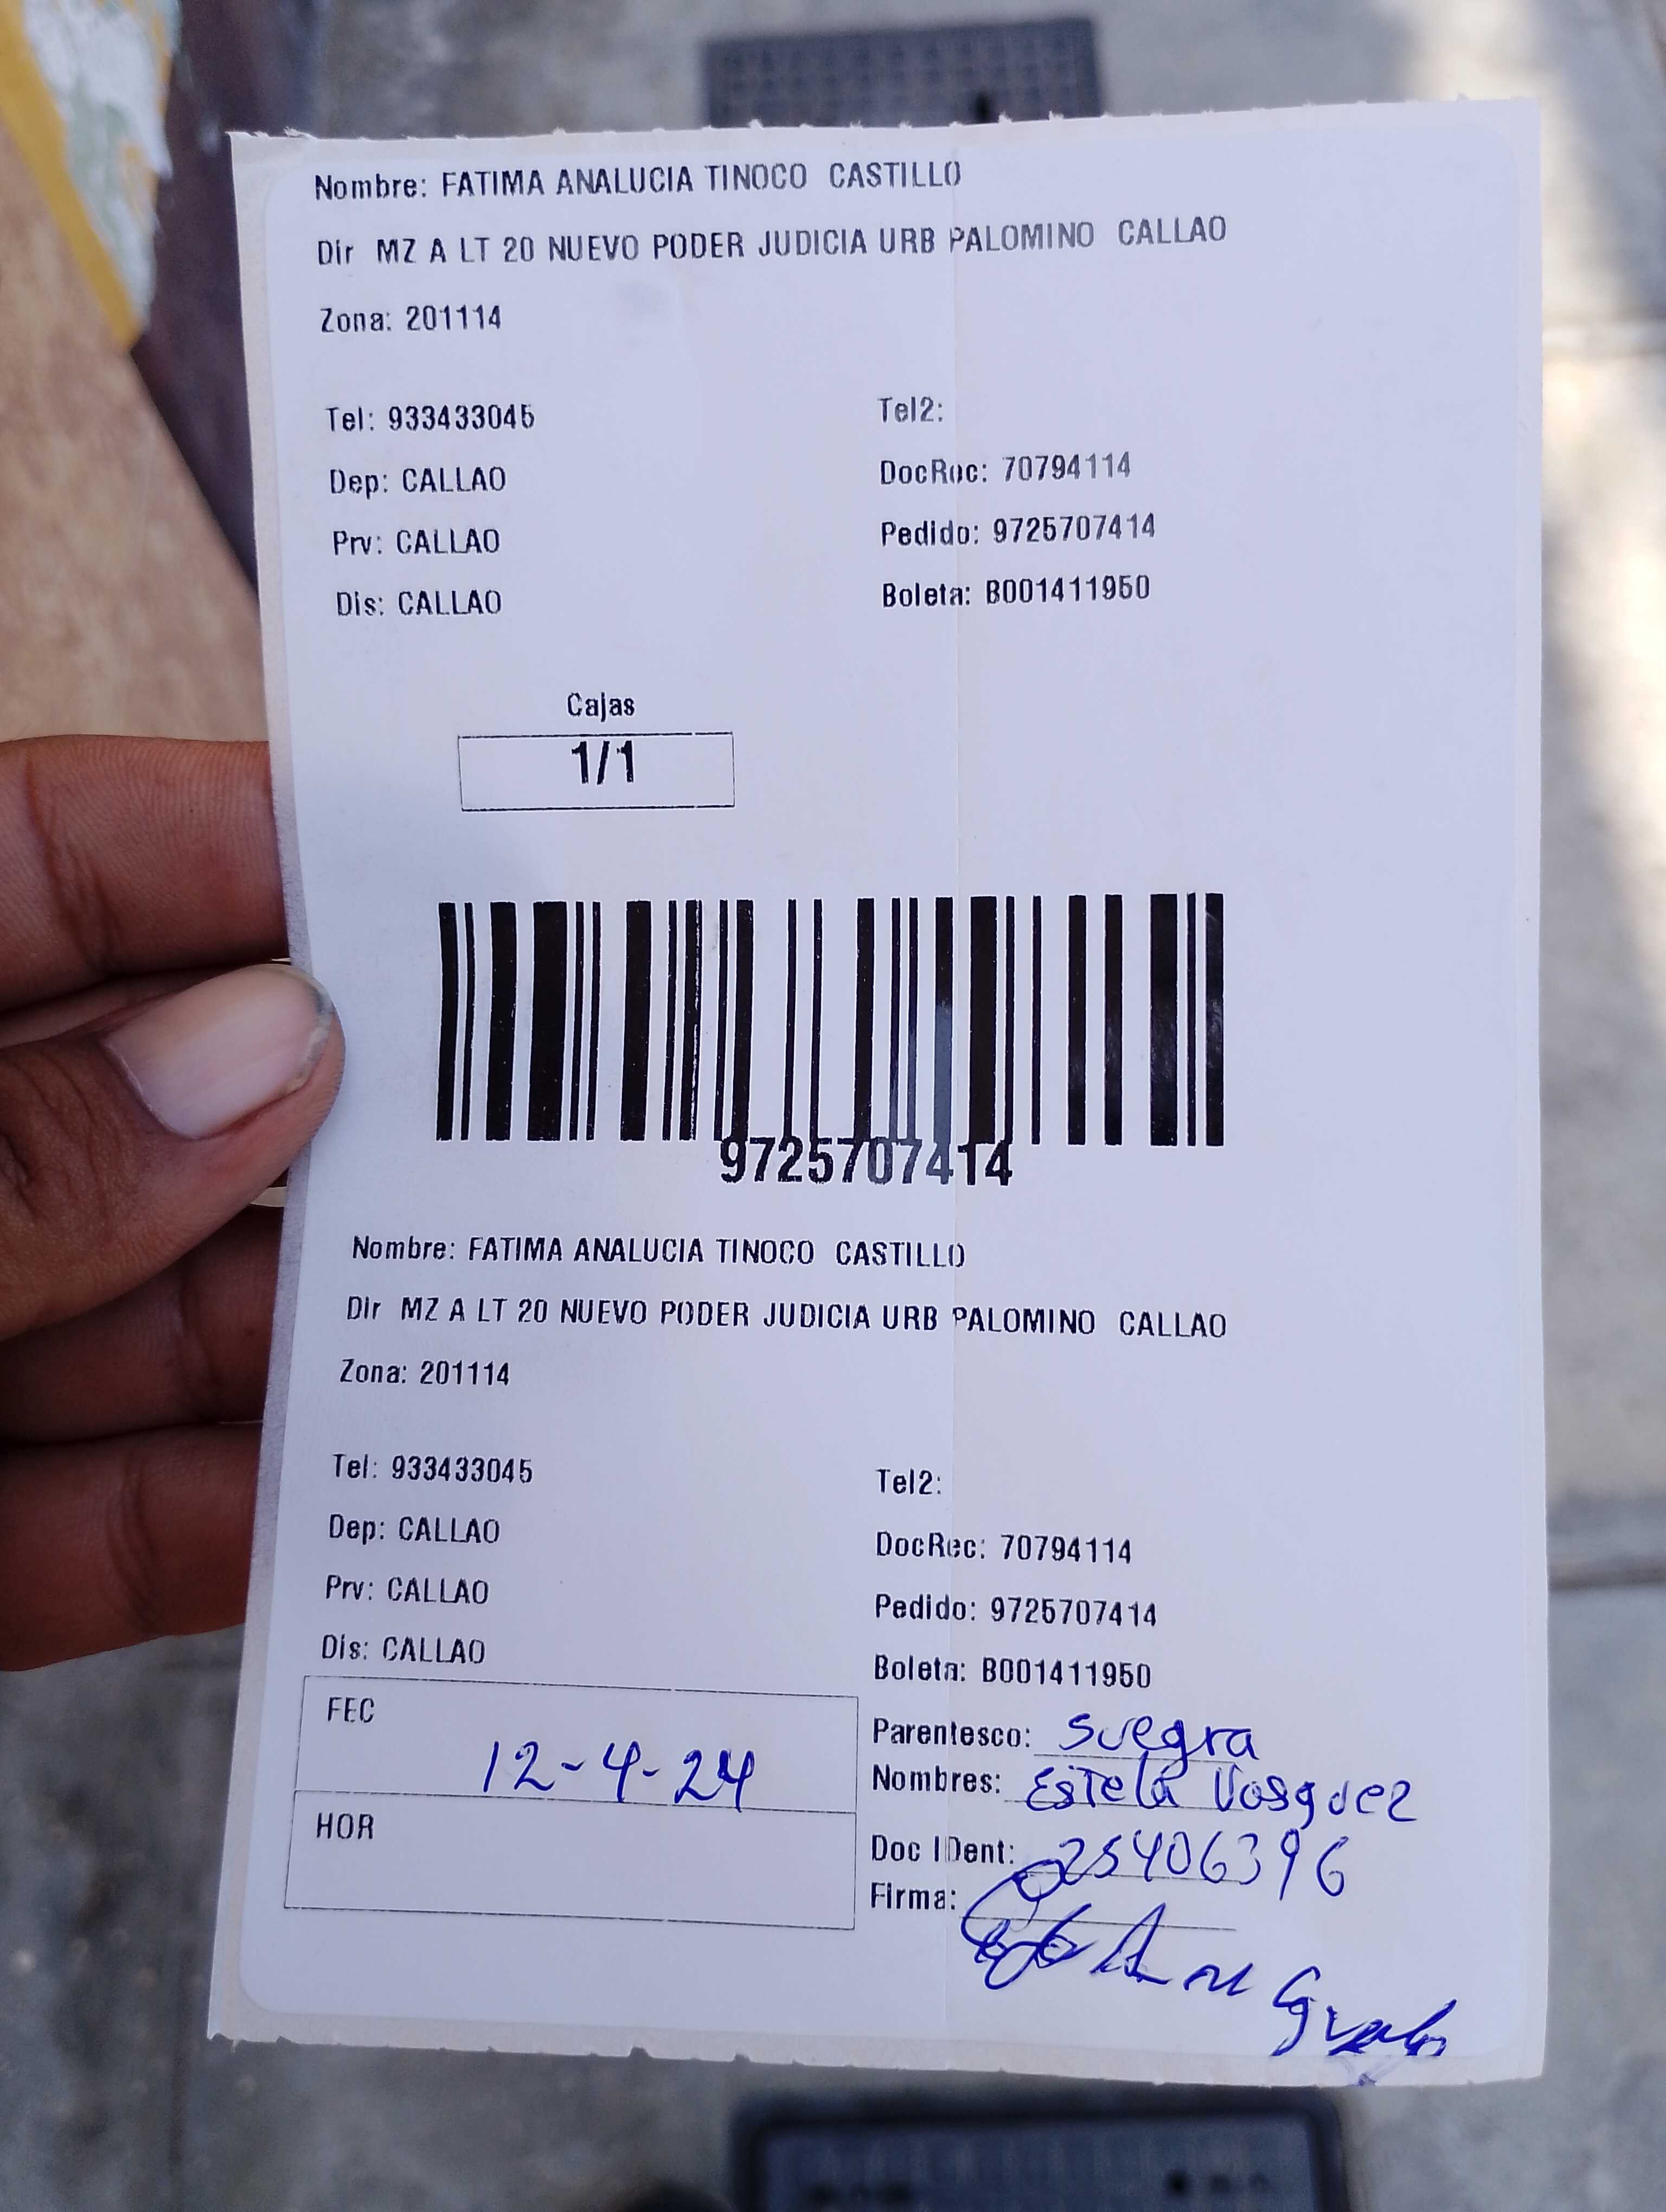 Nombre: FATIMA ANALUCIA TINOCO CASTILLO
Dir MZ A LT 20 NUEVO PODER JUDICIA URB PALOMINO CALLAO
Zona: 201114
Tel: 933433045 Tel2:
Dep: CALLAO DocRec: 70794114
Prv: CALLAO Pedido: 9725707414
Dis: CALLAO Boleta: B001411950
Cajas
1/1
9725707414
Nombre: FATIMA ANALUCIA TINOCO CASTILLO
Dir MZ A LT 20 NUEVO PODER JUDICIA URB PALOMINO CALLAO
Zona: 201114
Tel: 933433045 Tel2:
Dep: CALLAO DocRec: 70794114
Prv: CALLAO Pedido: 9725707414
Dis: CALLAO Boleta: B001411950
FEC 12-4-24 Parentesco: suegra
Nombres: Estela Vasquez
HOR Doc IDent: 25406396
Firma: